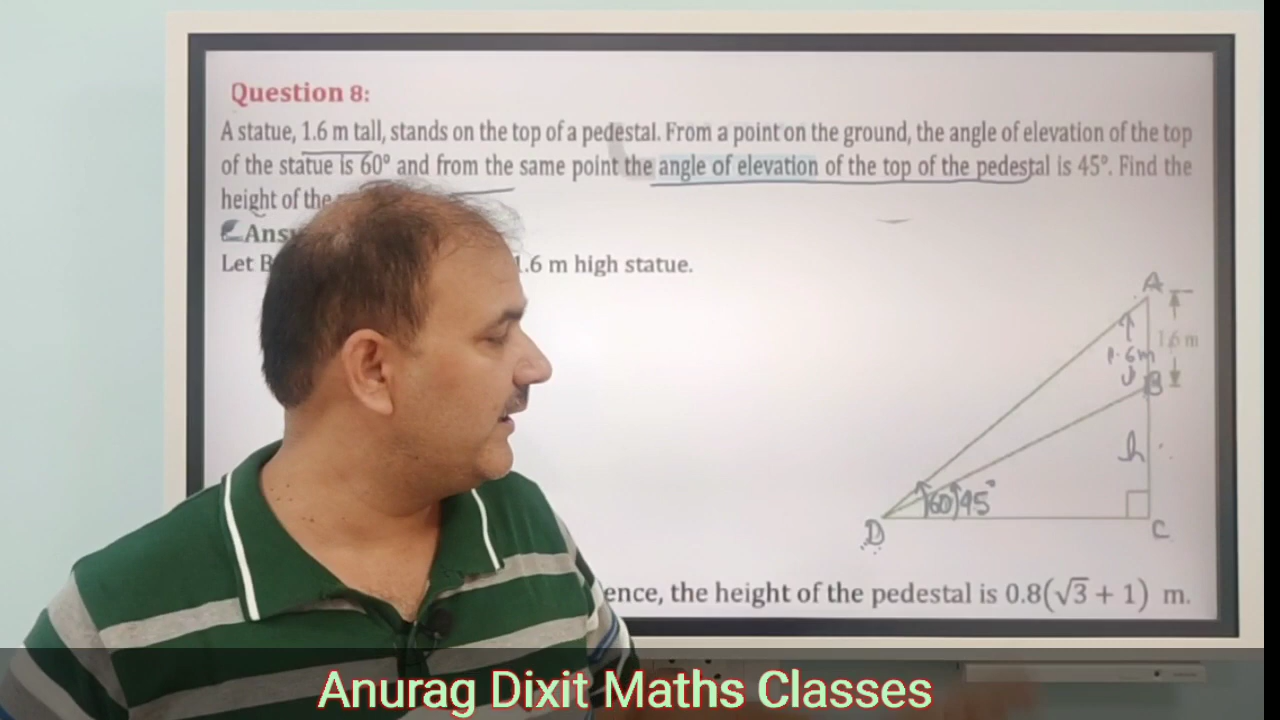 Question 8:
A statue, 1.6 m tall, stands on the top of a pedestal. From a point on the ground, the angle of elevation of the top
of the statue is 60° and from the same point the angle of elevation of the top of the pedestal is 45°. Find the
height of the
Ans
Let B 1.6 m high statue.
A
1.6 m
1.6m
B
h
60 45°
D
C
ence, the height of the pedestal is 0.8(√3 + 1) m.
Anurag Dixit Maths Classes